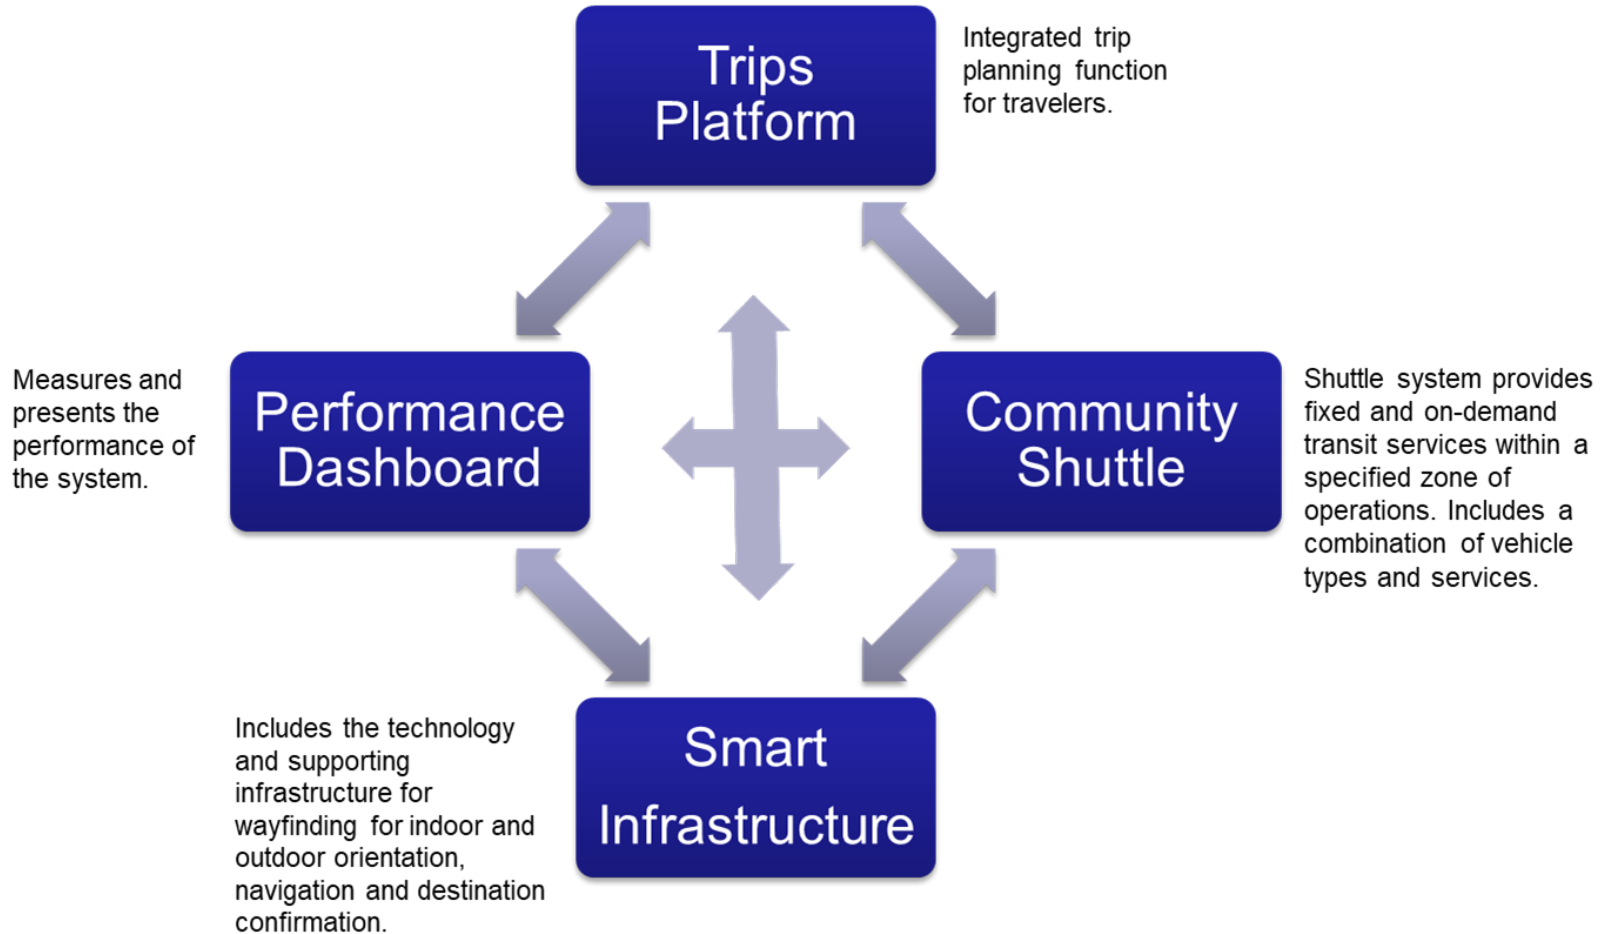 Trips
Platform
Integrated trip
planning function
for travelers.
Measures and
presents the
performance of
the system.
Performance
Dashboard
Community
Shuttle
Shuttle system provides
fixed and on-demand
transit services within a
specified zone of
operations. Includes a
combination of vehicle
types and services.
Includes the technology
and supporting
infrastructure for
wayfinding for indoor and
outdoor orientation,
navigation and destination
confirmation.
Smart
Infrastructure